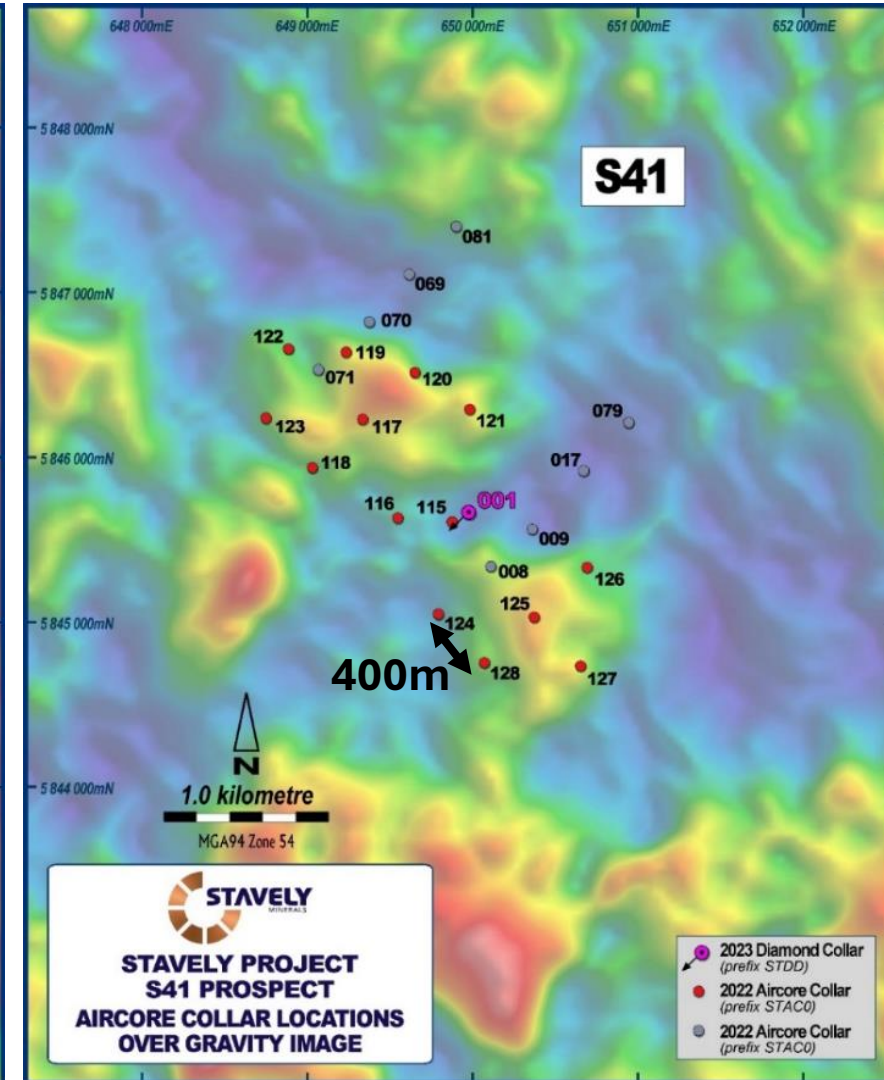 648 000mE
649 000mE
650 000mE
651 000mE
652 000mE
5 848 000mN
S41
081
069
5 847 000mN
070
122
119
071
120
079
121
123
117
5 846 000mN
118
017
001
116
115
009
008
126
125
5 845 000mN
124
400m
128
127
N
5 844 000mN
1.0 kilometre
MGA94 Zone 54
STAVELY
MINERALS
STAVELY PROJECT
S41 PROSPECT
AIRCORE COLLAR LOCATIONS
OVER GRAVITY IMAGE
2023 Diamond Collar
(prefix STDD)
2022 Aircore Collar
(prefix STAC0)
2022 Aircore Collar
(prefix STAC0)